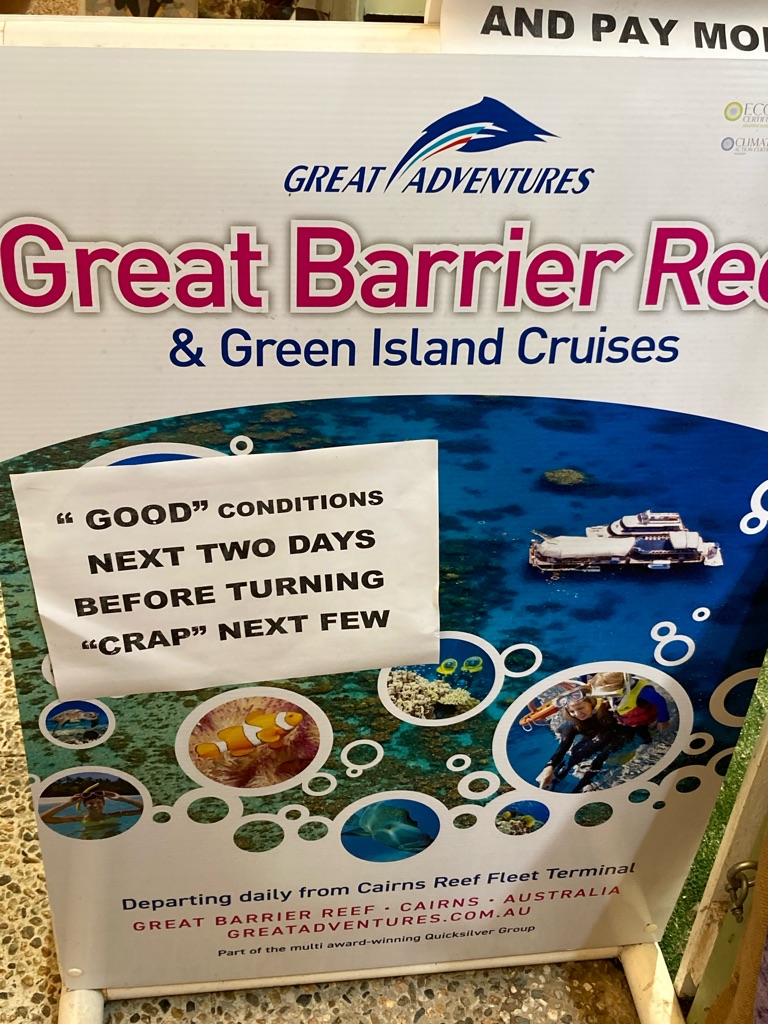 AND PAY
ECO
CLIMAT
GREAT ADVENTURES
Great Barrier Ree
& Green Island Cruises
“ GOOD” CONDITIONS
NEXT TWO DAYS
BEFORE TURNING
“CRAP” NEXT FEW
Departing daily from Cairns Reef Fleet Terminal
GREAT BARRIER REEF • CAIRNS • AUSTRALIA
GREATADVENTURES.COM.AU
Part of the multi award-winning Quicksilver Group